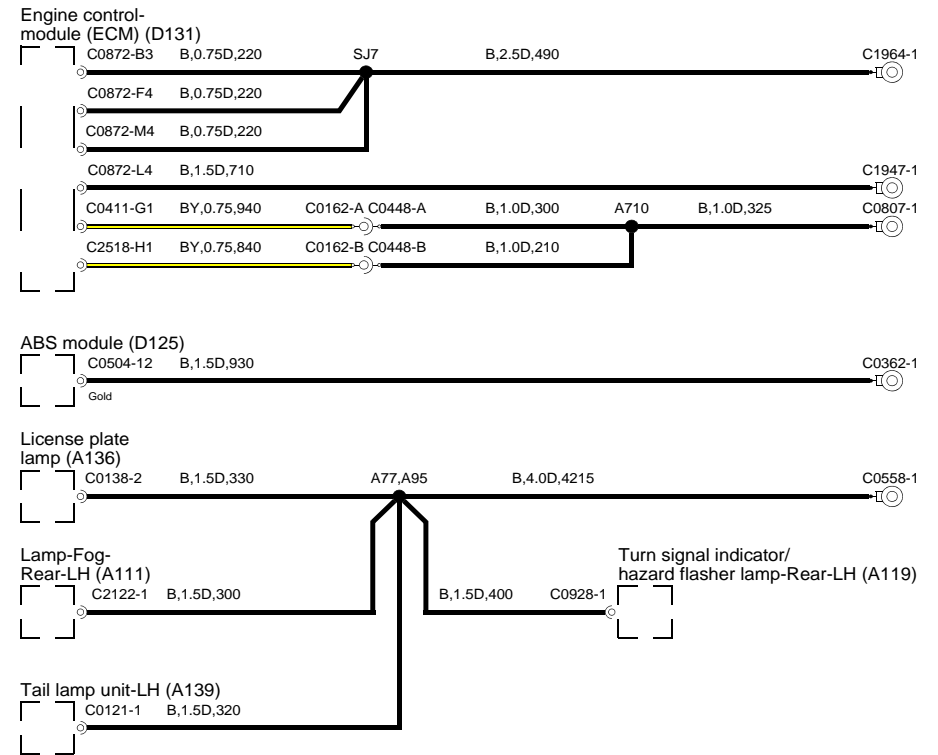 Engine control-
module (ECM) (D131)
C0872-B3 B,0.75D,220 SJ7 B,2.5D,490 C1964-1
C0872-F4 B,0.75D,220
C0872-M4 B,0.75D,220
C0872-L4 B,1.5D,710 C1947-1
C0411-G1 BY,0.75,940 C0162-A C0448-A B,1.0D,300 A710 B,1.0D,325 C0807-1
C2518-H1 BY,0.75,840 C0162-B C0448-B B,1.0D,210
ABS module (D125)
C0504-12 B,1.5D,930 C0362-1
Gold
License plate
lamp (A136)
C0138-2 B,1.5D,330 A77,A95 B,4.0D,4215 C0558-1
Lamp-Fog-
Rear-LH (A111)
C2122-1 B,1.5D,300
Turn signal indicator/
hazard flasher lamp-Rear-LH (A119)
B,1.5D,400 C0928-1
Tail lamp unit-LH (A139)
C0121-1 B,1.5D,320